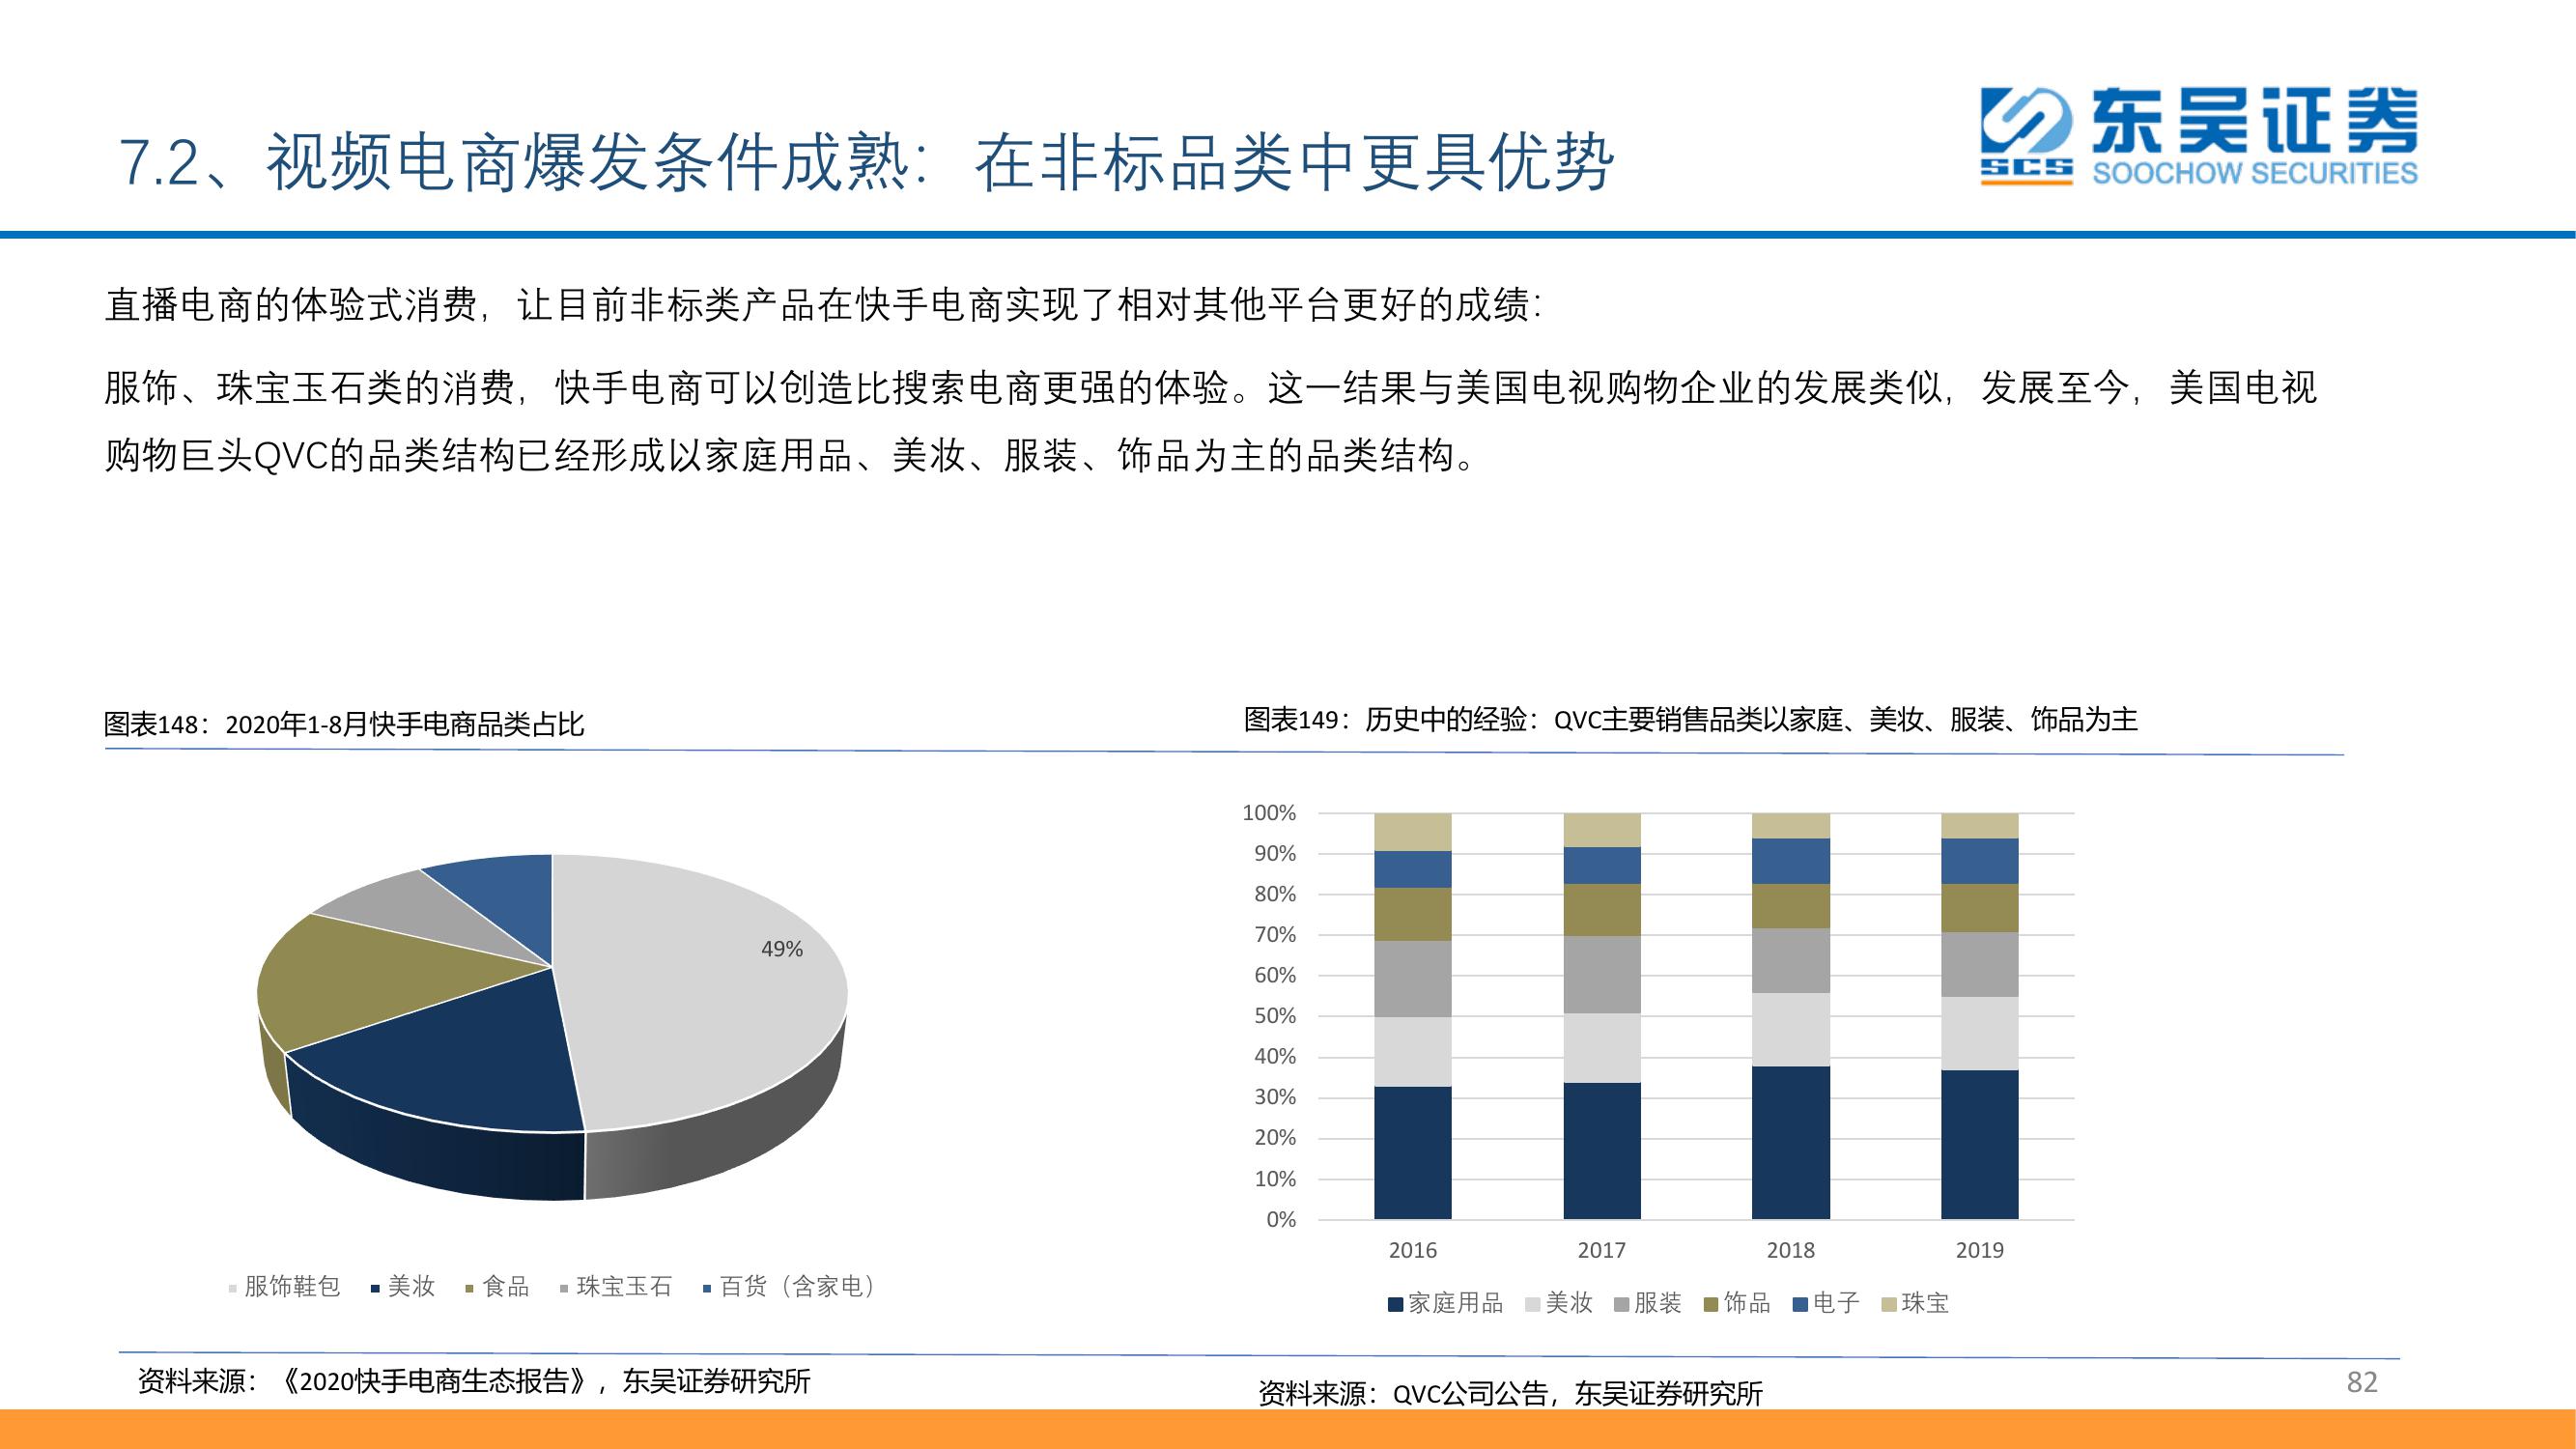 7.2、视频电商爆发条件成熟：在非标品类中更具优势
东吴证券
SCS
SOOCHOW SECURITIES
直播电商的体验式消费，让目前非标类产品在快手电商实现了相对其他平台更好的成绩：
服饰、珠宝玉石类的消费，快手电商可以创造比搜索电商更强的体验。这一结果与美国电视购物企业的发展类似，发展至今，美国电视
购物巨头QVC的品类结构已经形成以家庭用品、美妆、服装、饰品为主的品类结构。
图表148：2020年1-8月快手电商品类占比
49%
服饰鞋包 美妆 食品 珠宝玉石 百货（含家电）
资料来源：《2020快手电商生态报告》，东吴证券研究所
图表149：历史中的经验：QVC主要销售品类以家庭、美妆、服装、饰品为主
100%
90%
80%
70%
60%
50%
40%
30%
20%
10%
0%
2016 2017 2018 2019
家庭用品 美妆 服装 饰品 电子 珠宝
资料来源：QVC公司公告，东吴证券研究所
82